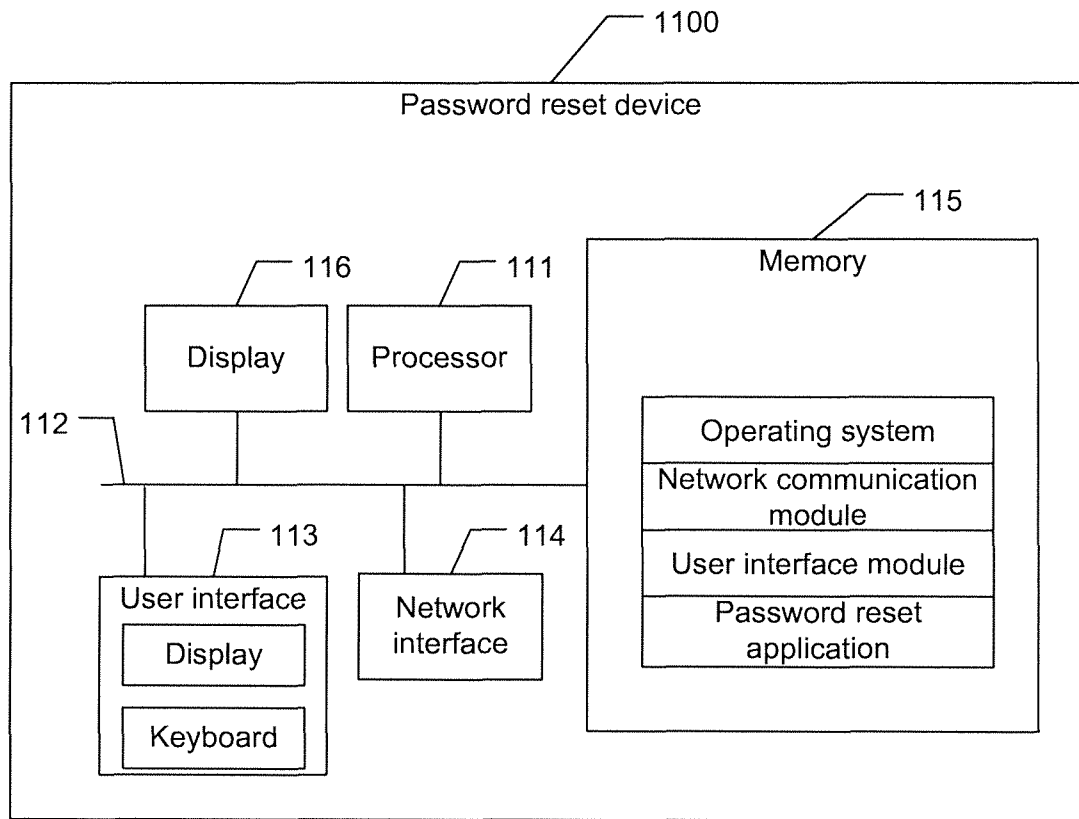 1100
Password reset device
115
Memory
116
111
Display
Processor
112
Operating system
Network communication
module
User interface module
Password reset
application
113
114
User interface
Display
Keyboard
Network
interface